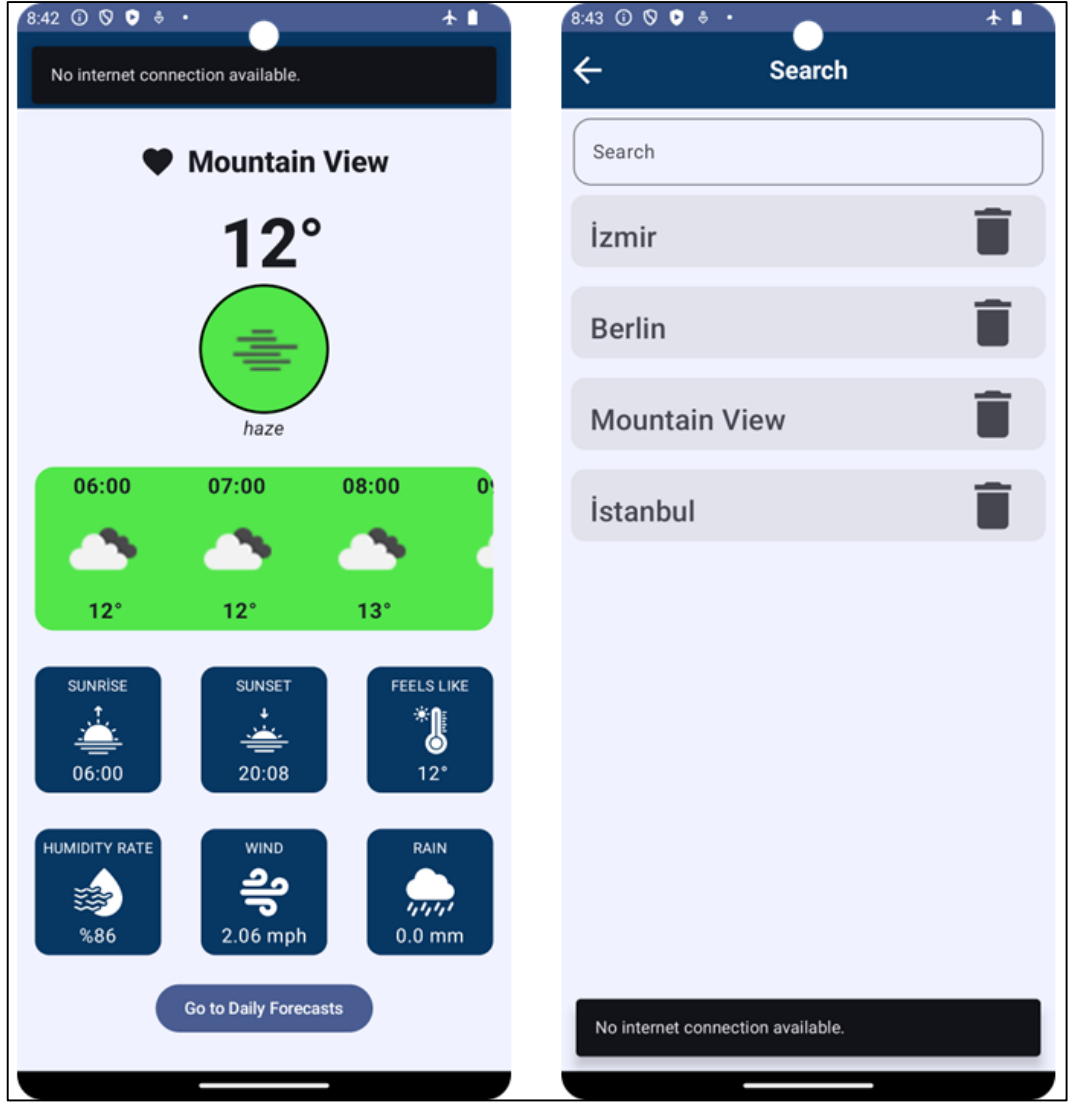 8:42
No internet connection available.
Mountain View
12°
haze
06:00 07:00 08:00
12° 12° 13°
SUNRİSE SUNSET FEELS LIKE
06:00 20:08 12°
HUMIDITY RATE WIND RAIN
%86 2.06 mph 0.0 mm
Go to Daily Forecasts
8:43
Search
Search
İzmir
Berlin
Mountain View
İstanbul
No internet connection available.